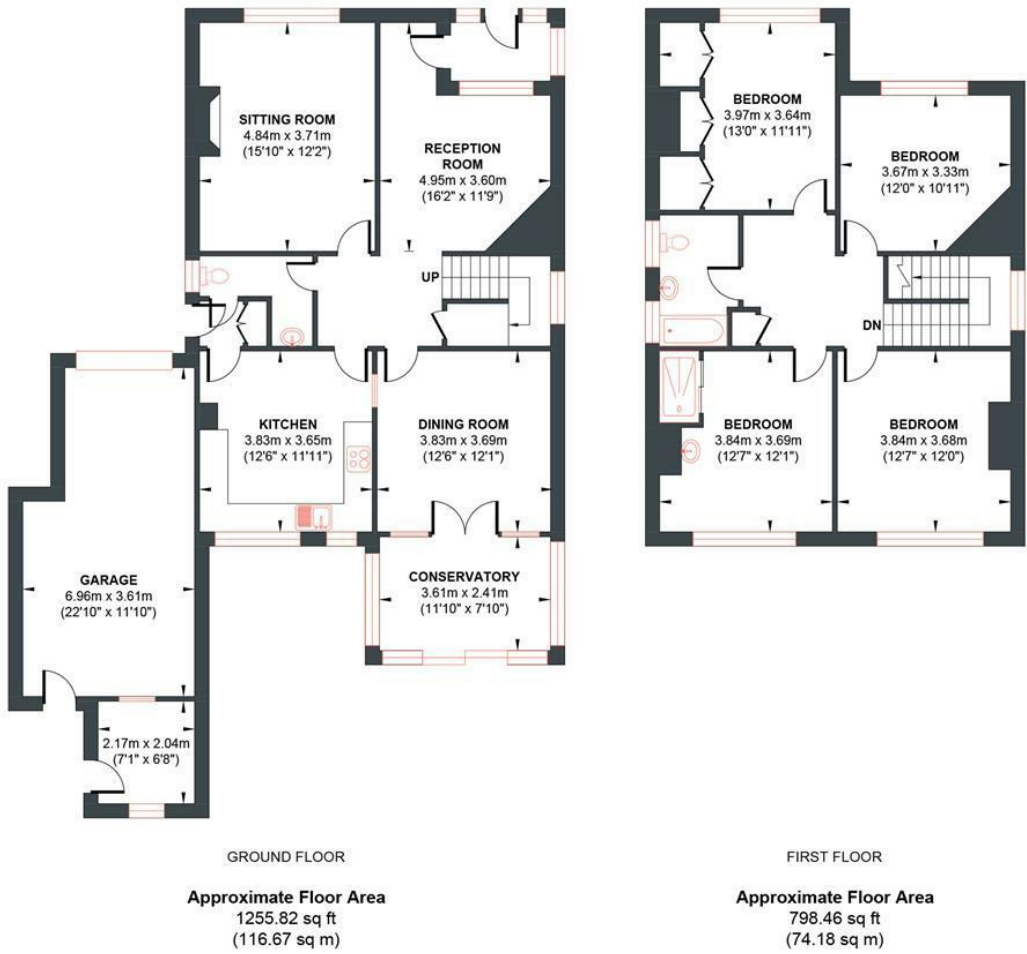 SITTING ROOM
4.84m x 3.71m
(15'10" x 12'2")
RECEPTION
ROOM
4.95m x 3.60m
(16'2" x 11'9")
UP
KITCHEN
3.83m x 3.65m
(12'6" x 11'11")
DINING ROOM
3.83m x 3.69m
(12'6" x 12'1")
GARAGE
6.96m x 3.61m
(22'10" x 11'10")
CONSERVATORY
3.61m x 2.41m
(11'10" x 7'10")
2.17m x 2.04m
(7'1" x 6'8")
GROUND FLOOR
Approximate Floor Area
1255.82 sq ft
(116.67 sq m)
BEDROOM
3.97m x 3.64m
(13'0" x 11'11")
BEDROOM
3.67m x 3.33m
(12'0" x 10'11")
DN
BEDROOM
3.84m x 3.69m
(12'7" x 12'1")
BEDROOM
3.84m x 3.68m
(12'7" x 12'0")
FIRST FLOOR
Approximate Floor Area
798.46 sq ft
(74.18 sq m)